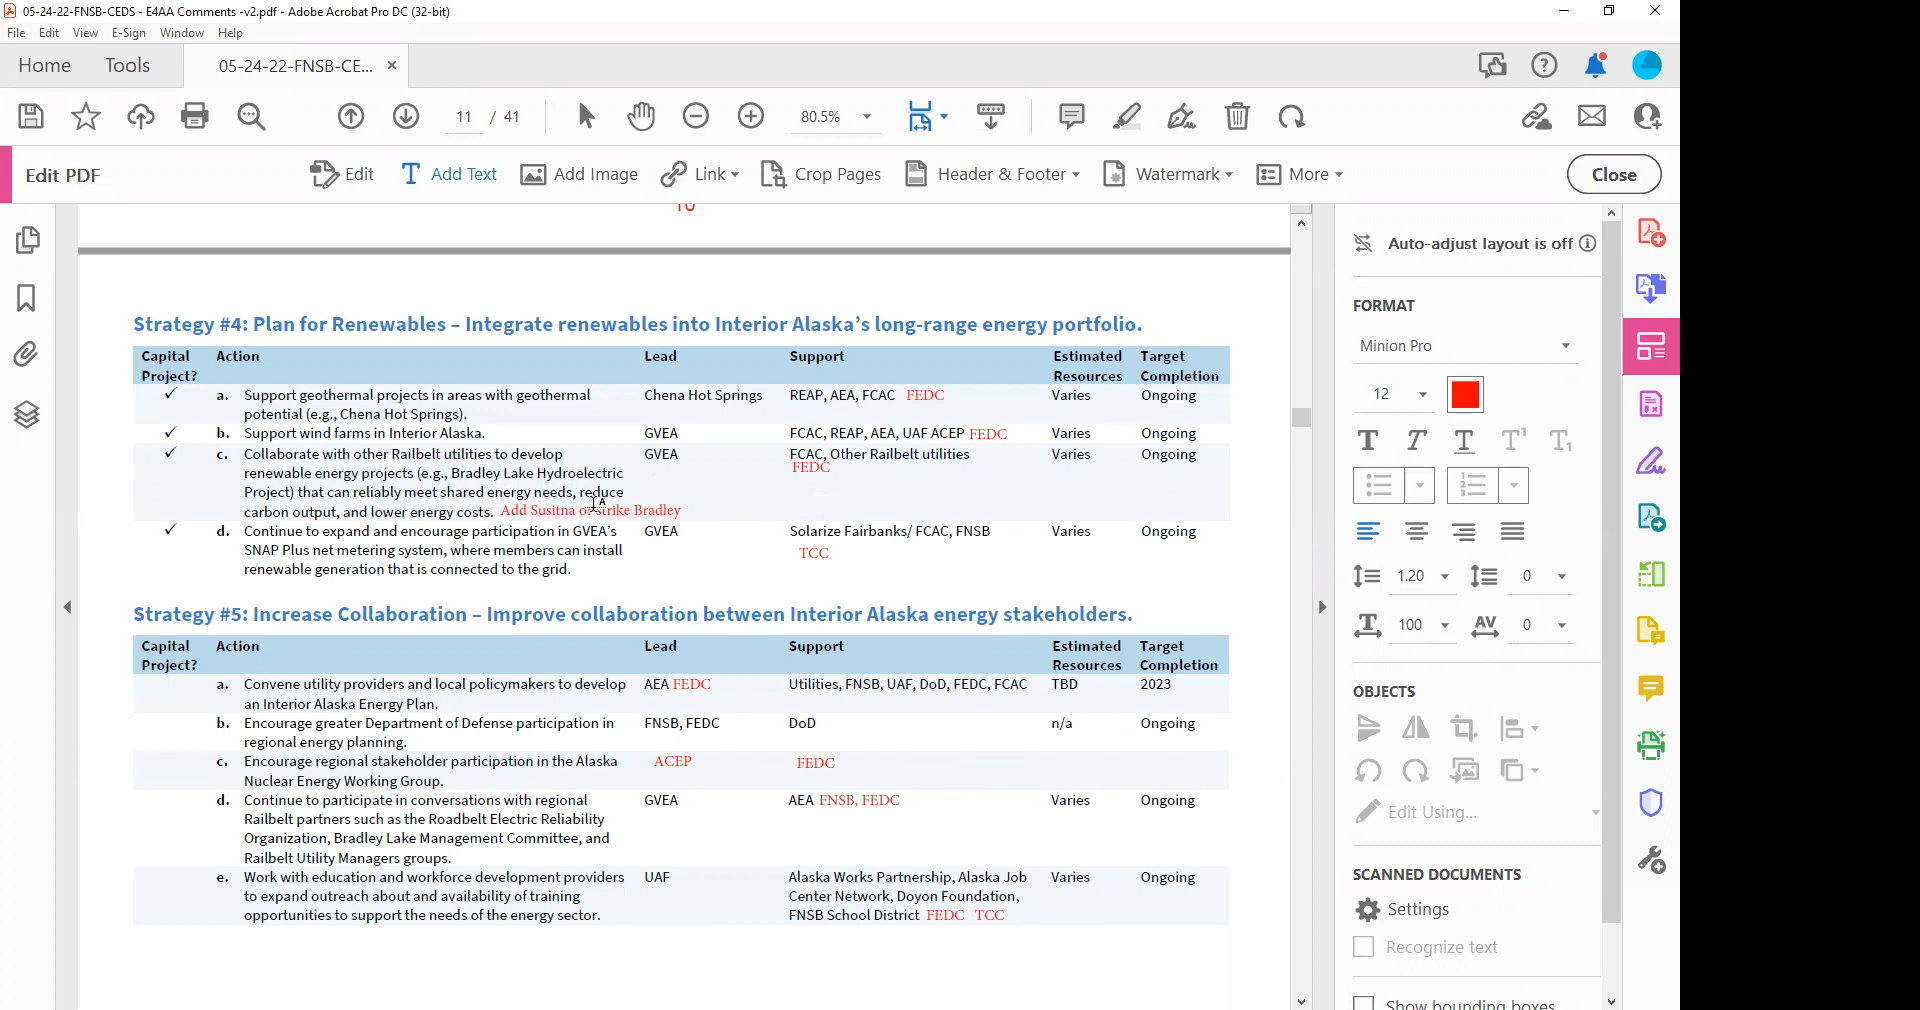 05-24-22-FNSB-CEDS - E4AA Comments -v2.pdf - Adobe Acrobat Pro DC (32-bit)
File Edit View E-Sign Window Help
Home Tools 05-24-22-FNSB-CE... ×
11 / 41 80.5%
Edit PDF Edit Add Text Add Image Link Crop Pages Header & Footer Watermark More Close
10
Strategy #4: Plan for Renewables – Integrate renewables into Interior Alaska's long-range energy portfolio.
Capital Action Lead Support Estimated Target
Project? Resources Completion
✓ a. Support geothermal projects in areas with geothermal Chena Hot Springs REAP, AEA, FCAC FEDC Varies Ongoing
potential (e.g., Chena Hot Springs).
✓ b. Support wind farms in Interior Alaska. GVEA FCAC, REAP, AEA, UAF ACEP FEDC Varies Ongoing
✓ c. Collaborate with other Railbelt utilities to develop GVEA FCAC, Other Railbelt utilities Varies Ongoing
renewable energy projects (e.g., Bradley Lake Hydroelectric FEDC
Project) that can reliably meet shared energy needs, reduce
carbon output, and lower energy costs. Add Susitna or strike Bradley
✓ d. Continue to expand and encourage participation in GVEA's GVEA Solarize Fairbanks/ FCAC, FNSB Varies Ongoing
SNAP Plus net metering system, where members can install TCC
renewable generation that is connected to the grid.
Strategy #5: Increase Collaboration – Improve collaboration between Interior Alaska energy stakeholders.
Capital Action Lead Support Estimated Target
Project? Resources Completion
a. Convene utility providers and local policymakers to develop AEA FEDC Utilities, FNSB, UAF, DoD, FEDC, FCAC TBD 2023
an Interior Alaska Energy Plan.
b. Encourage greater Department of Defense participation in FNSB, FEDC DoD n/a Ongoing
regional energy planning.
c. Encourage regional stakeholder participation in the Alaska ACEP FEDC
Nuclear Energy Working Group.
d. Continue to participate in conversations with regional GVEA AEA FNSB, FEDC Varies Ongoing
Railbelt partners such as the Roadbelt Electric Reliability
Organization, Bradley Lake Management Committee, and
Railbelt Utility Managers groups.
e. Work with education and workforce development providers UAF Alaska Works Partnership, Alaska Job Varies Ongoing
to expand outreach about and availability of training Center Network, Doyon Foundation,
opportunities to support the needs of the energy sector. FNSB School District FEDC TCC
Auto-adjust layout is off
FORMAT
Minion Pro
12
1.20 0
100 0
OBJECTS
Edit Using...
SCANNED DOCUMENTS
Settings
Recognize text
Show bounding boxes